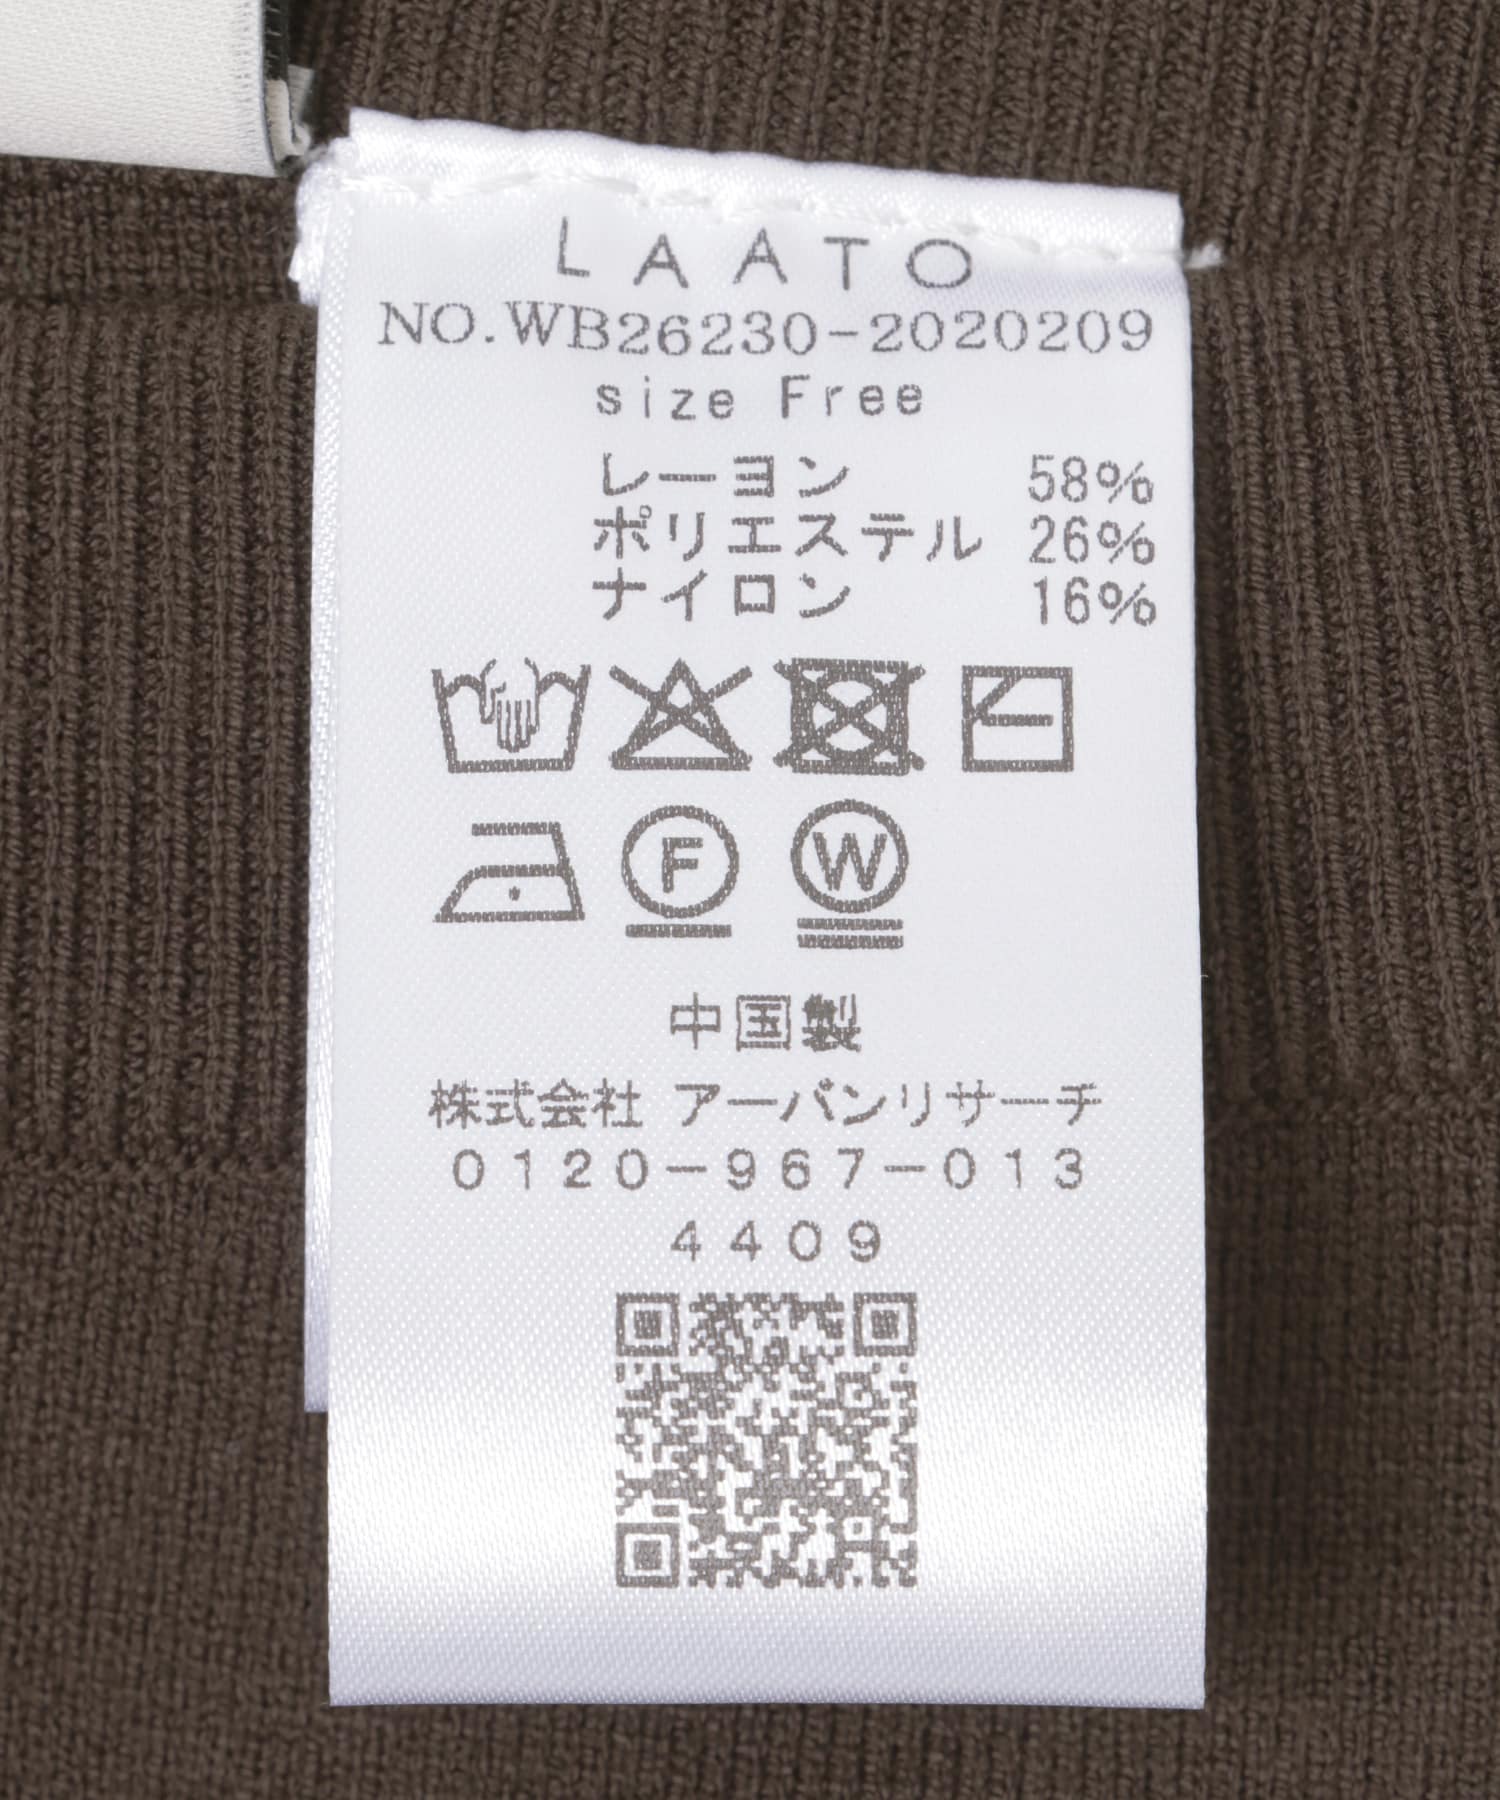 LAATO
NO.WB26230-2020209
size Free
レーヨン 58%
ポリエステル 26%
ナイロン 16%
F W
中国製
株式会社 アーバンリサーチ
0120-967-013
4409